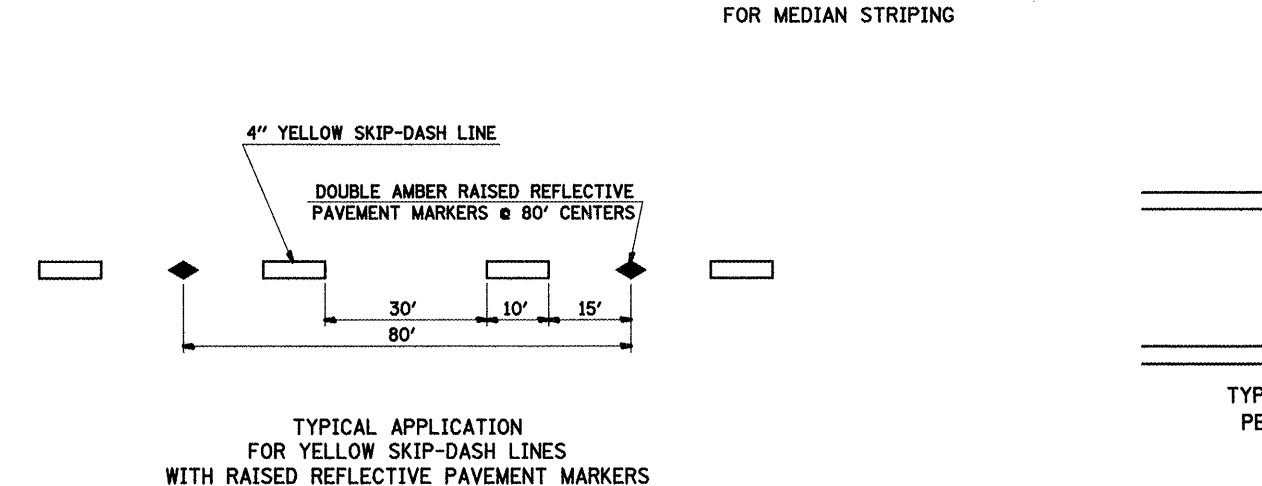 FOR MEDIAN STRIPING
4" YELLOW SKIP-DASH LINE
DOUBLE AMBER RAISED REFLECTIVE
PAVEMENT MARKERS @ 80' CENTERS
30'
10'
15'
80'
TYPICAL APPLICATION
FOR YELLOW SKIP-DASH LINES
WITH RAISED REFLECTIVE PAVEMENT MARKERS
TYP
PE